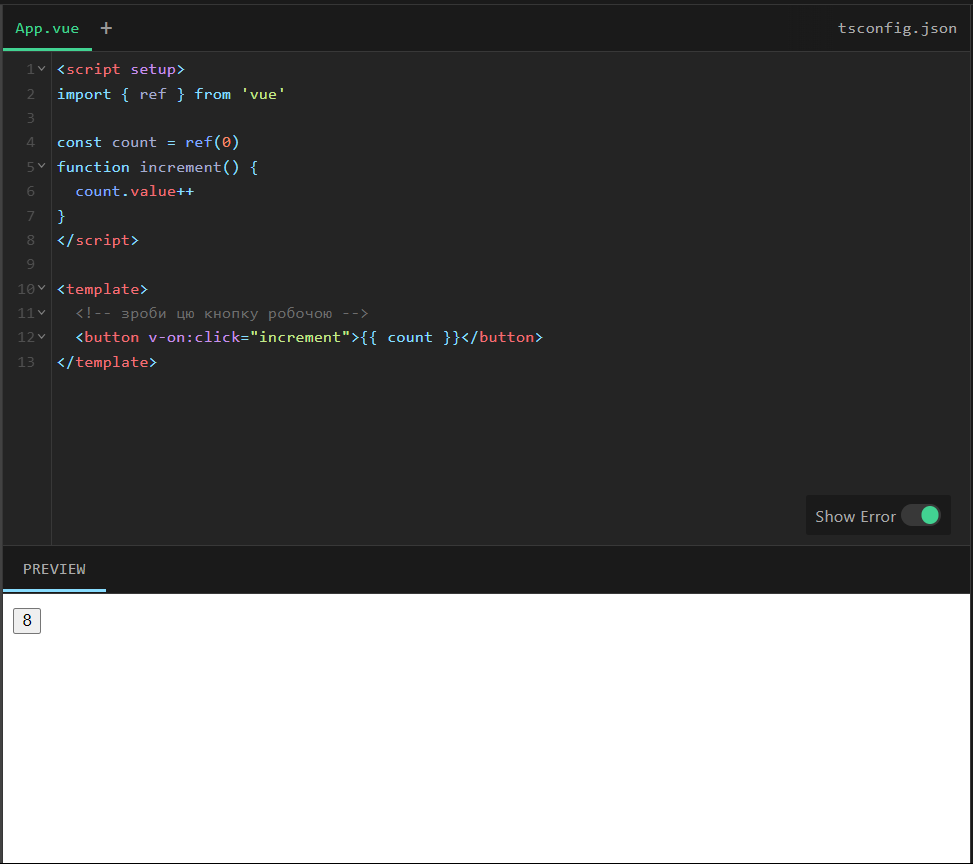 App.vue +
tsconfig.json
1 <script setup>
2 import { ref } from 'vue'
3
4 const count = ref(0)
5 function increment() {
6   count.value++
7 }
8 </script>
9
10 <template>
11   <!-- зроби цю кнопку робочою -->
12   <button v-on:click="increment">{{ count }}</button>
13 </template>
Show Error
PREVIEW
8